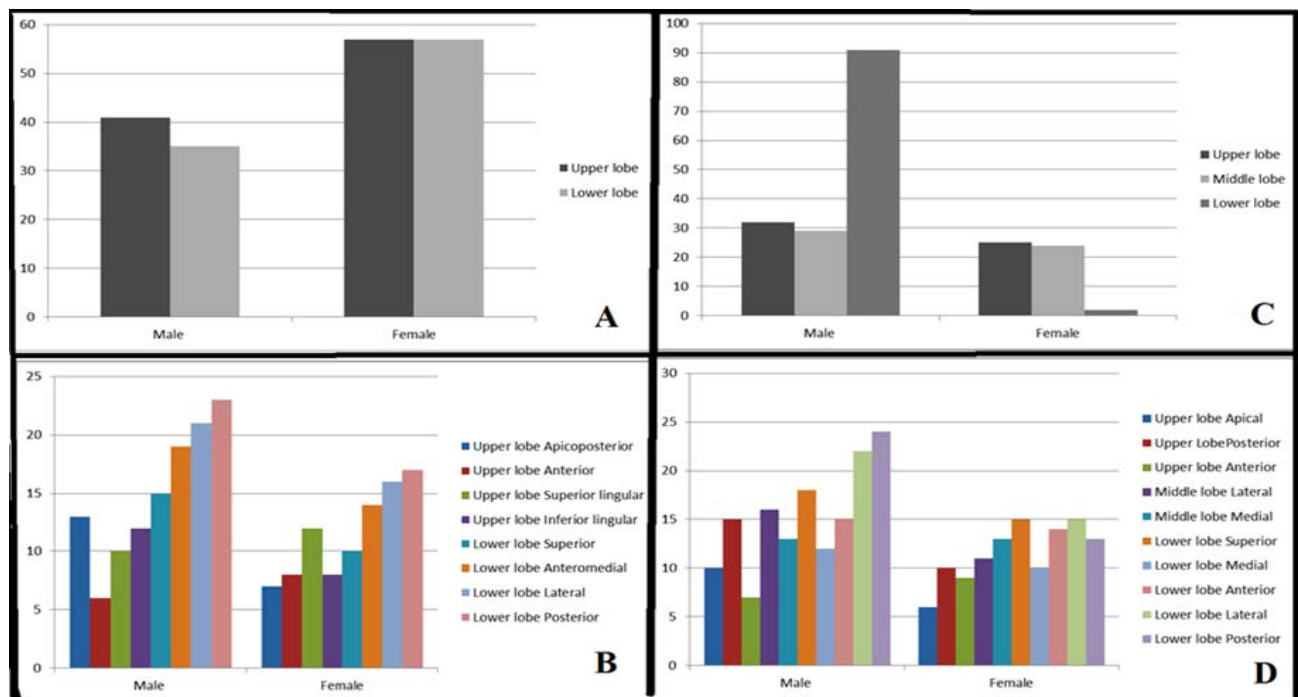 60
50
40
30
20
10
0
Male
Female
Upper lobe
Lower lobe
A
100
90
80
70
60
50
40
30
20
10
0
Male
Female
Upper lobe
Middle lobe
Lower lobe
C
25
20
15
10
5
0
Male
Female
Upper lobe Apicoposterior
Upper lobe Anterior
Upper lobe Superior lingular
Upper lobe Inferior lingular
Lower lobe Superior
Lower lobe Anteromedial
Lower lobe Lateral
Lower lobe Posterior
B
30
25
20
15
10
5
0
Male
Female
Upper lobe Apical
Upper LobePosterior
Upper lobe Anterior
Middle lobe Lateral
Middle lobe Medial
Lower lobe Superior
Lower lobe Medial
Lower lobe Anterior
Lower lobe Lateral
Lower lobe Posterior
D